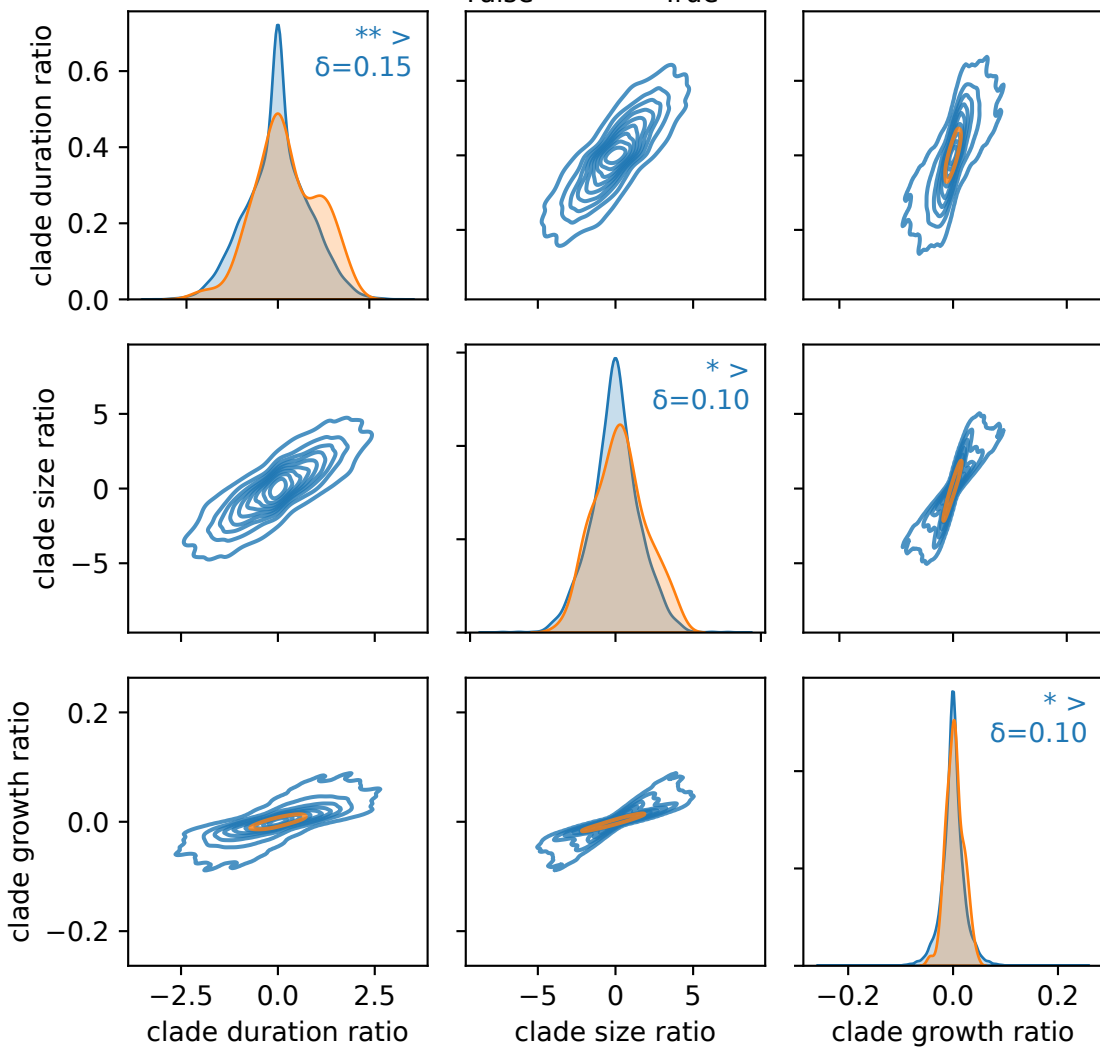 True
clade duration ratio
0.6
0.4
0.2
0.0
** >
δ=0.15
clade size ratio
5
0
−5
* >
δ=0.10
clade growth ratio
0.2
0.0
−0.2
* >
δ=0.10
−2.5 0.0 2.5
−5 0 5
−0.2 0.0 0.2
clade duration ratio
clade size ratio
clade growth ratio